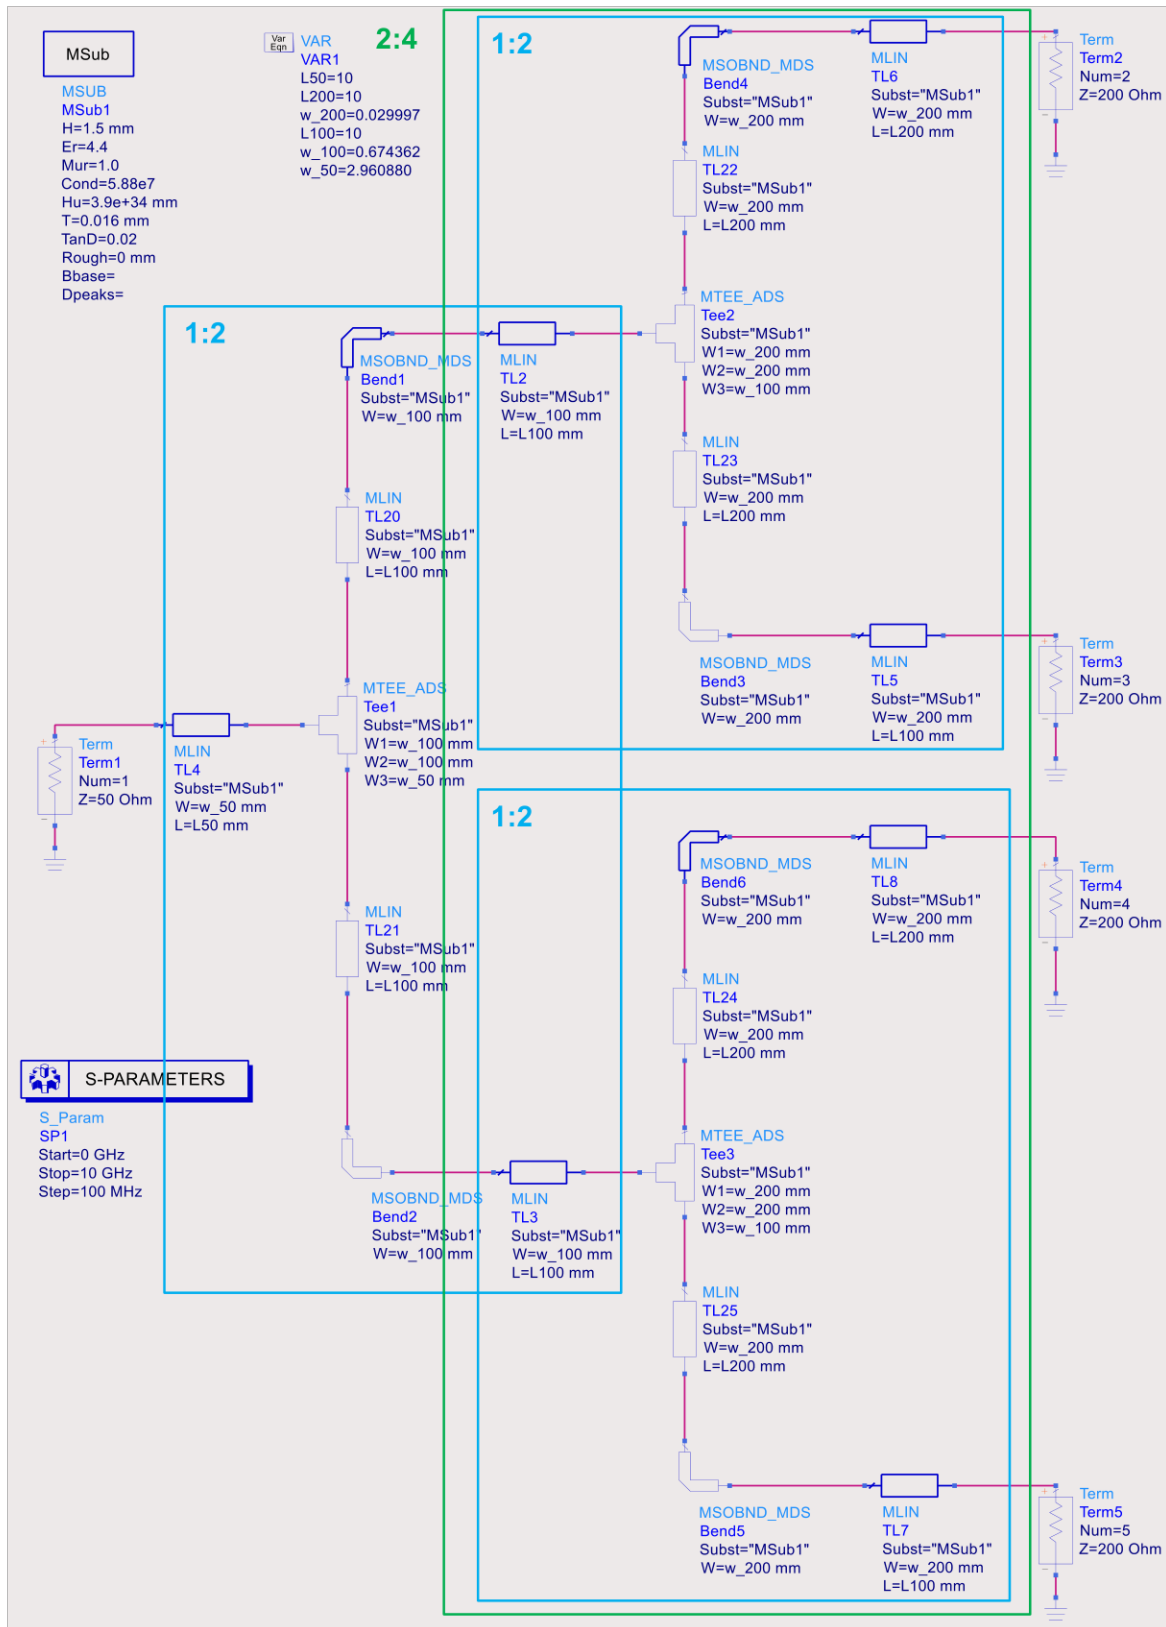 MSub
MSUB
MSub1
H=1.5 mm
Er=4.4
Mur=1.0
Cond=5.88e7
Hu=3.9e+34 mm
T=0.016 mm
TanD=0.02
Rough=0 mm
Bbase=
Dpeaks=
Var
Eqn
VAR
VAR1
L50=10
L200=10
w_200=0.029997
L100=10
w_100=0.674362
w_50=2.960880
2:4
1:2
MSOBND_MDS
Bend4
Subst="MSub1"
W=w_200 mm
MLIN
TL6
Subst="MSub1"
W=w_200 mm
L=L200 mm
Term
Term2
Num=2
Z=200 Ohm
MLIN
TL22
Subst="MSub1"
W=w_200 mm
L=L200 mm
MTEE_ADS
Tee2
Subst="MSub1"
W1=w_200 mm
W2=w_200 mm
W3=w_100 mm
MLIN
TL23
Subst="MSub1"
W=w_200 mm
L=L200 mm
MSOBND_MDS
Bend3
Subst="MSub1"
W=w_200 mm
MLIN
TL5
Subst="MSub1"
W=w_200 mm
L=L100 mm
Term
Term3
Num=3
Z=200 Ohm
1:2
MSOBND_MDS
Bend1
Subst="MSub1"
W=w_100 mm
MLIN
TL2
Subst="MSub1"
W=w_100 mm
L=L100 mm
MLIN
TL20
Subst="MSub1"
W=w_100 mm
L=L100 mm
MTEE_ADS
Tee1
Subst="MSub1"
W1=w_100 mm
W2=w_100 mm
W3=w_50 mm
Term
Term1
Num=1
Z=50 Ohm
MLIN
TL4
Subst="MSub1"
W=w_50 mm
L=L50 mm
MLIN
TL21
Subst="MSub1"
W=w_100 mm
L=L100 mm
MSOBND_MDS
Bend2
Subst="MSub1"
W=w_100 mm
MLIN
TL3
Subst="MSub1"
W=w_100 mm
L=L100 mm
S-PARAMETERS
S_Param
SP1
Start=0 GHz
Stop=10 GHz
Step=100 MHz
1:2
MSOBND_MDS
Bend6
Subst="MSub1"
W=w_200 mm
MLIN
TL8
Subst="MSub1"
W=w_200 mm
L=L200 mm
Term
Term4
Num=4
Z=200 Ohm
MLIN
TL24
Subst="MSub1"
W=w_200 mm
L=L200 mm
MTEE_ADS
Tee3
Subst="MSub1"
W1=w_200 mm
W2=w_200 mm
W3=w_100 mm
MLIN
TL25
Subst="MSub1"
W=w_200 mm
L=L200 mm
MSOBND_MDS
Bend5
Subst="MSub1"
W=w_200 mm
MLIN
TL7
Subst="MSub1"
W=w_200 mm
L=L100 mm
Term
Term5
Num=5
Z=200 Ohm